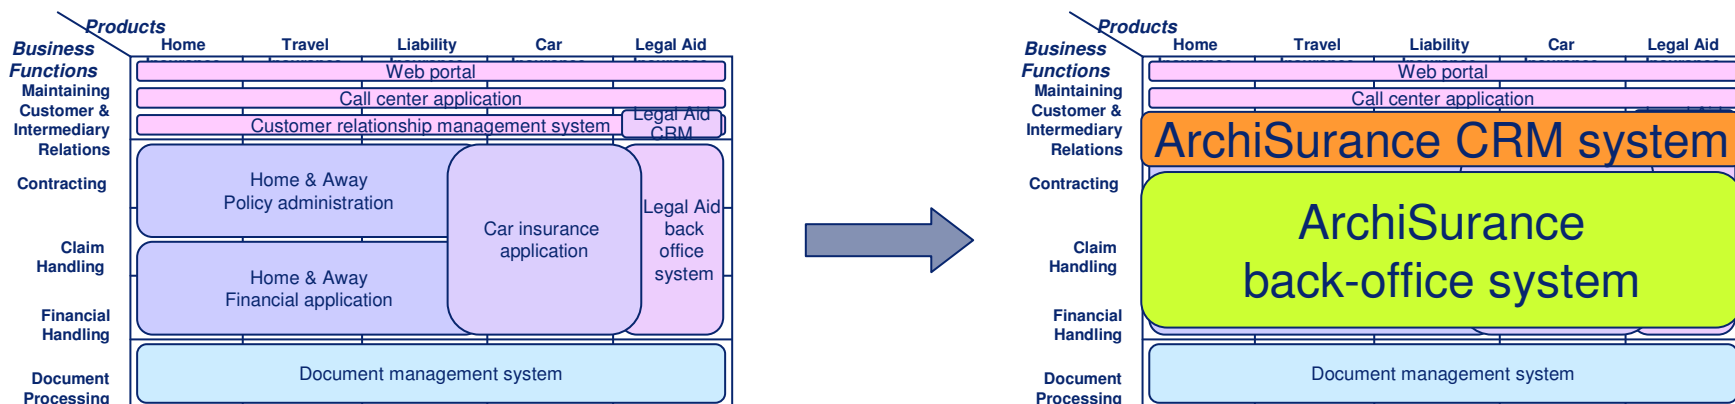 Products
Business
Functions
Home
Travel
Liability
Car
Legal Aid
Web portal
Maintaining
Customer &
Intermediary
Relations
Call center application
Customer relationship management system
Legal Aid
CRM
Contracting
Home & Away
Policy administration
Car insurance
application
Legal Aid
back
office
system
Claim
Handling
Home & Away
Financial application
Financial
Handling
Document
Processing
Document management system
Products
Business
Functions
Home
Travel
Liability
Car
Legal Aid
Web portal
Maintaining
Customer &
Intermediary
Relations
Call center application
ArchiSurance CRM system
Contracting
ArchiSurance
back-office system
Claim
Handling
Financial
Handling
Document
Processing
Document management system